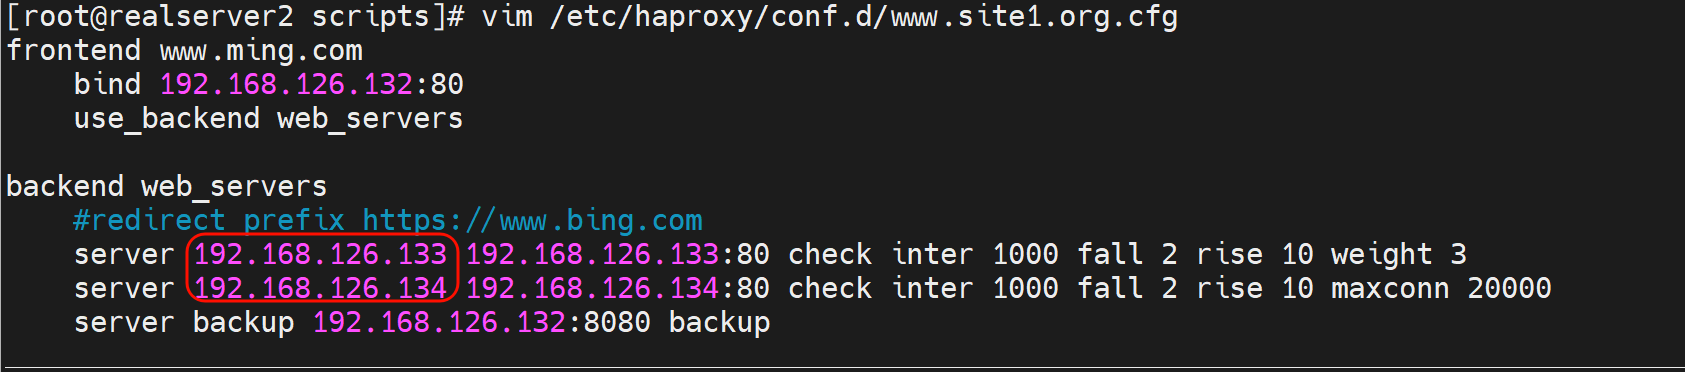 [root@realserver2 scripts]# vim /etc/haproxy/conf.d/www.site1.org.cfg
frontend www.ming.com
    bind 192.168.126.132:80
    use_backend web_servers

backend web_servers
    #redirect prefix https://www.bing.com
    server 192.168.126.133 192.168.126.133:80 check inter 1000 fall 2 rise 10 weight 3
    server 192.168.126.134 192.168.126.134:80 check inter 1000 fall 2 rise 10 maxconn 20000
    server backup 192.168.126.132:8080 backup